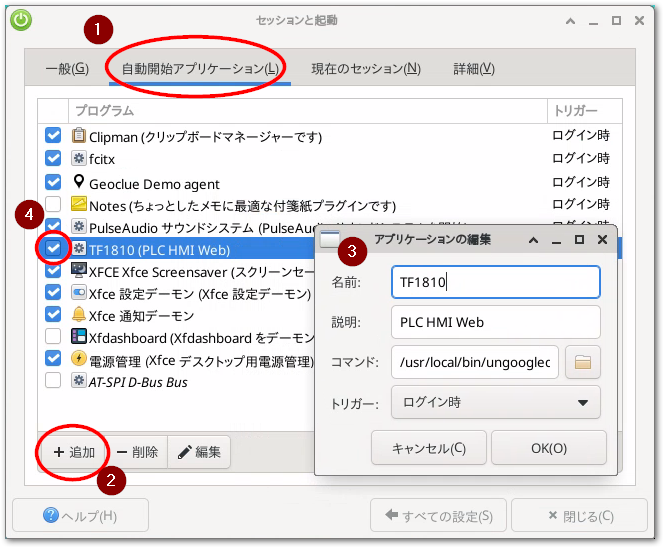 セッションと起動
1
一般(G)
自動開始アプリケーション(L)
現在のセッション(N)
詳細(V)
プログラム
トリガー
Clipman (クリップボードマネージャーです)
ログイン時
fcitx
ログイン時
Geoclue Demo agent
ログイン時
Notes (ちょっとしたメモに最適な付箋紙プラグインです)
ログイン時
4
PulseAudio サウンドシステム (PulseAudio
TF1810 (PLC HMI Web)
XFCE Xfce Screensaver (スクリーンセー
Xfce 設定デーモン (Xfce 設定デーモン)
Xfce 通知デーモン
Xfdashboard (Xfdashboard をデーモン
電源管理 (Xfce デスクトップ用電源管理)
AT-SPI D-Bus Bus
アプリケーションの編集
3
名前:
TF1810
説明:
PLC HMI Web
コマンド:
/usr/local/bin/ungooglec
トリガー:
ログイン時
キャンセル(C)
OK(O)
追加
削除
編集
2
ヘルプ(H)
すべての設定(S)
閉じる(C)